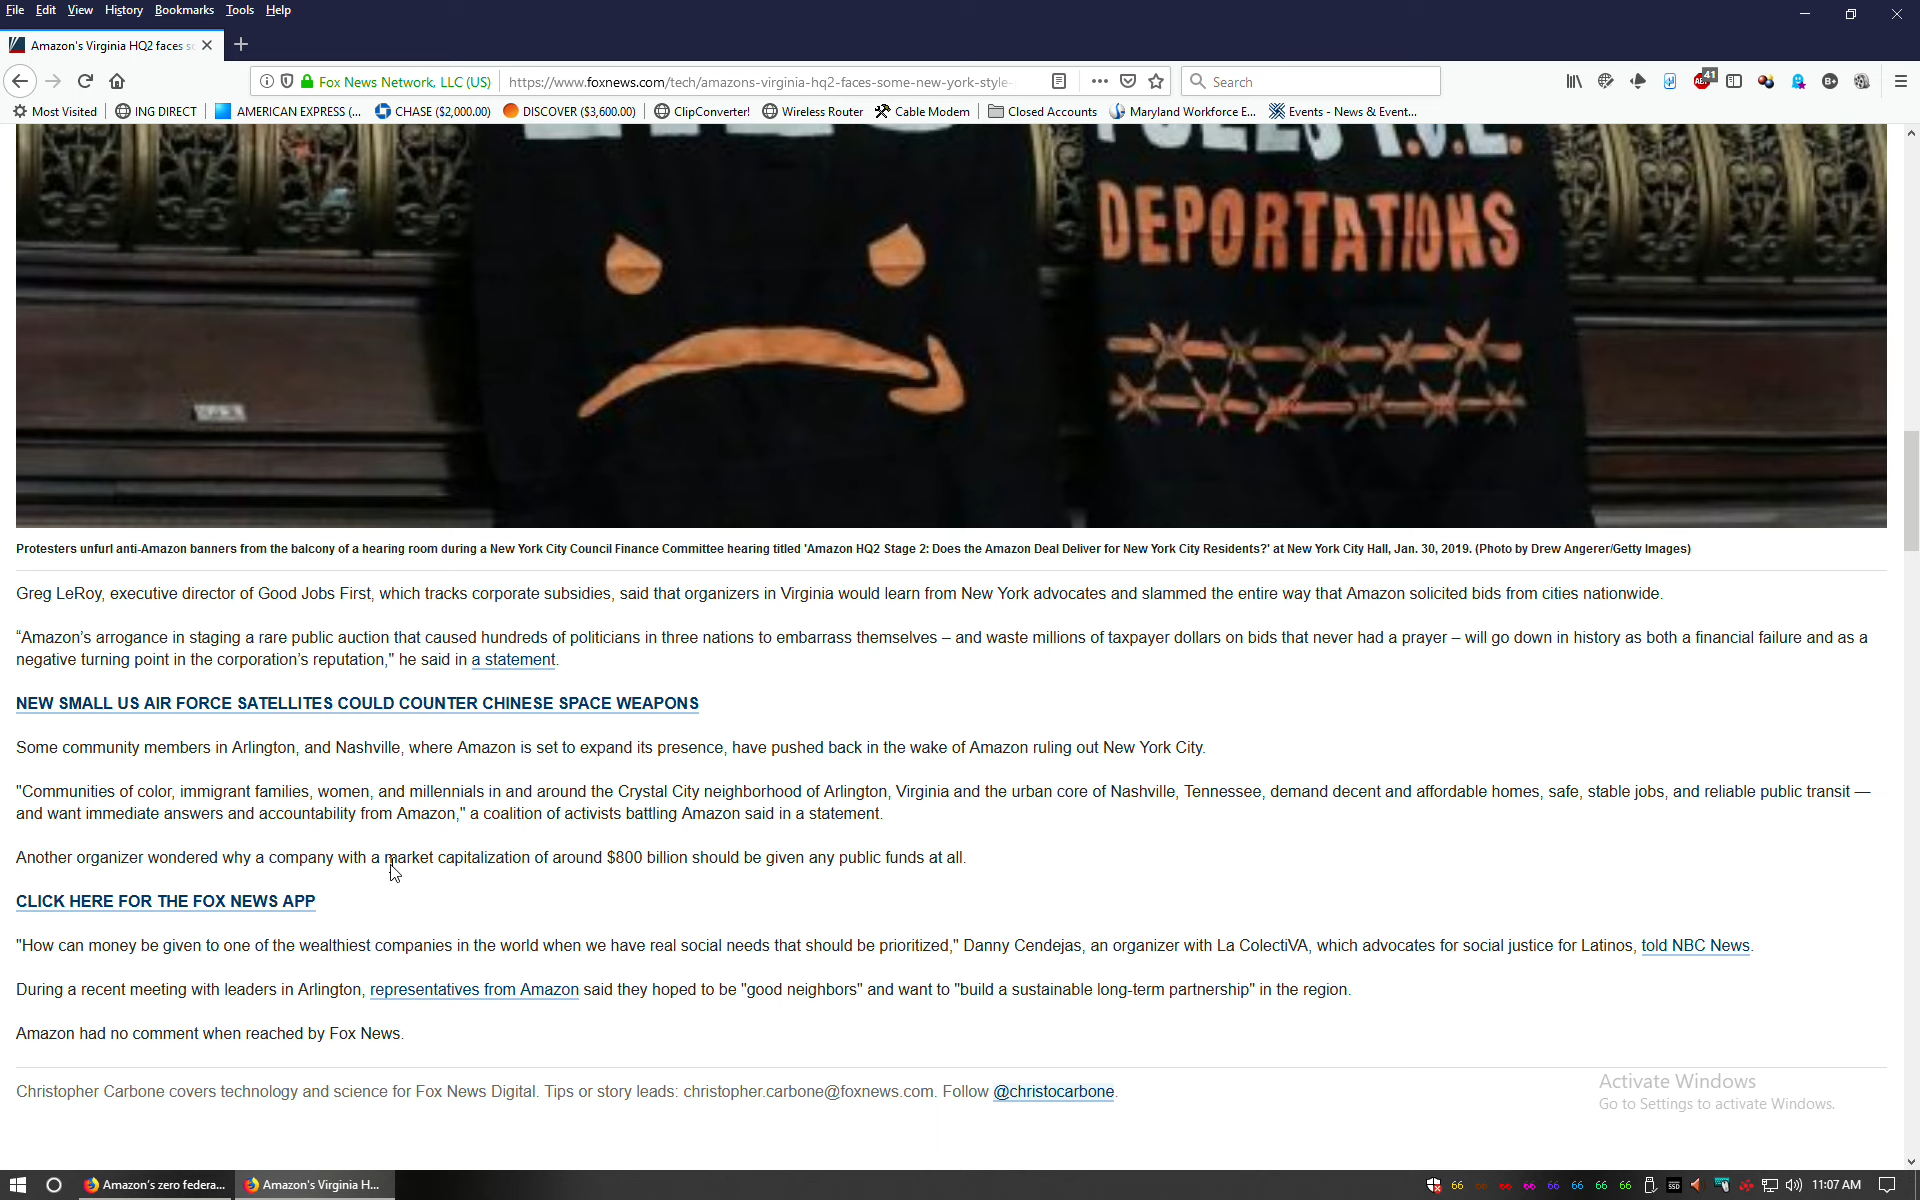 File Edit View History Bookmarks Tools Help
Amazon's Virginia HQ2 faces
Fox News Network, LLC (US) https://www.foxnews.com/tech/amazons-virginia-hq2-faces-some-new-york-style- Search 41
Most Visited ING DIRECT AMERICAN EXPRESS (... CHASE ($2,000.00) DISCOVER ($3,600.00) ClipConverter! Wireless Router Cable Modem Closed Accounts Maryland Workforce E... Events - News & Event...
DEPORTATIONS
Protesters unfurl anti-Amazon banners from the balcony of a hearing room during a New York City Council Finance Committee hearing titled 'Amazon HQ2 Stage 2: Does the Amazon Deal Deliver for New York City Residents?' at New York City Hall, Jan. 30, 2019. (Photo by Drew Angerer/Getty Images)
Greg LeRoy, executive director of Good Jobs First, which tracks corporate subsidies, said that organizers in Virginia would learn from New York advocates and slammed the entire way that Amazon solicited bids from cities nationwide.
“Amazon’s arrogance in staging a rare public auction that caused hundreds of politicians in three nations to embarrass themselves – and waste millions of taxpayer dollars on bids that never had a prayer – will go down in history as both a financial failure and as a
negative turning point in the corporation’s reputation," he said in a statement.
NEW SMALL US AIR FORCE SATELLITES COULD COUNTER CHINESE SPACE WEAPONS
Some community members in Arlington, and Nashville, where Amazon is set to expand its presence, have pushed back in the wake of Amazon ruling out New York City.
"Communities of color, immigrant families, women, and millennials in and around the Crystal City neighborhood of Arlington, Virginia and the urban core of Nashville, Tennessee, demand decent and affordable homes, safe, stable jobs, and reliable public transit —
and want immediate answers and accountability from Amazon," a coalition of activists battling Amazon said in a statement.
Another organizer wondered why a company with a market capitalization of around $800 billion should be given any public funds at all.
CLICK HERE FOR THE FOX NEWS APP
"How can money be given to one of the wealthiest companies in the world when we have real social needs that should be prioritized," Danny Cendejas, an organizer with La ColectiVA, which advocates for social justice for Latinos, told NBC News.
During a recent meeting with leaders in Arlington, representatives from Amazon said they hoped to be "good neighbors" and want to "build a sustainable long-term partnership" in the region.
Amazon had no comment when reached by Fox News.
Christopher Carbone covers technology and science for Fox News Digital. Tips or story leads: christopher.carbone@foxnews.com. Follow @christocarbone.
Activate Windows
Go to Settings to activate Windows.
Amazon's zero federa... Amazon's Virginia H... 66 66 66 66 66 66 SSD 11:07 AM